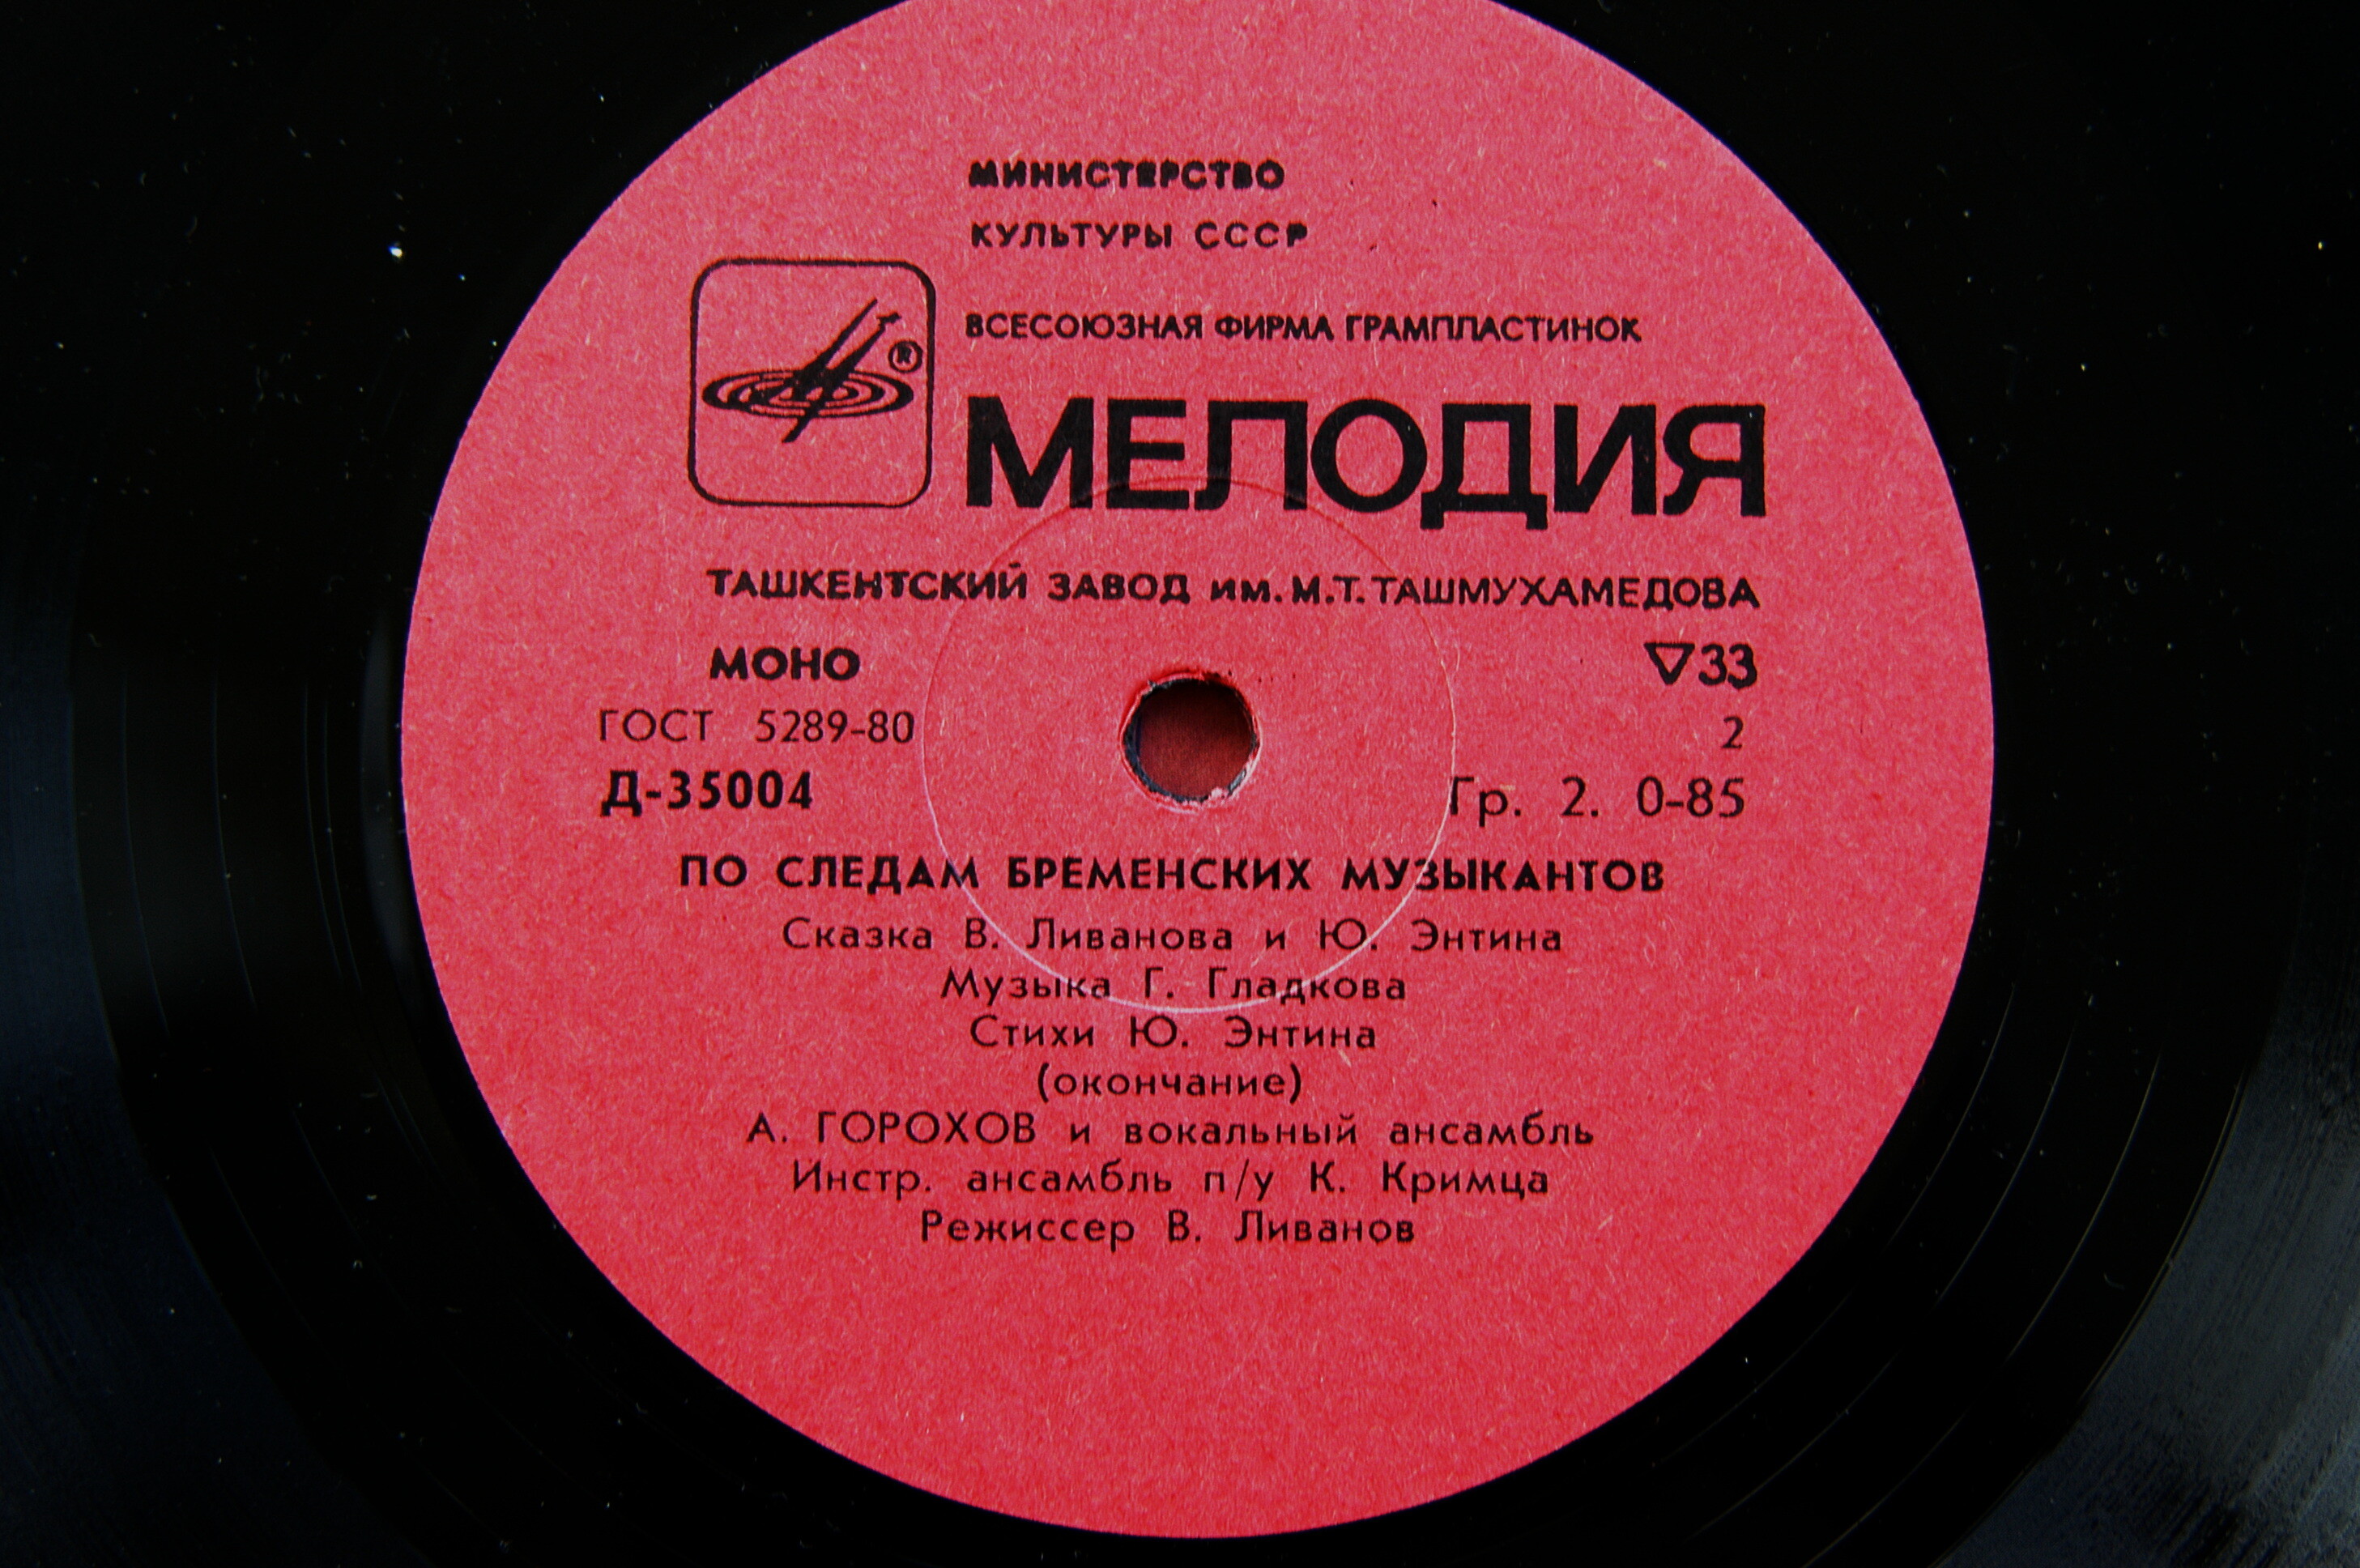 МИНИСТЕРСТВО
КУЛЬТУРЫ СССР
ВСЕСОЮЗНАЯ ФИРМА ГРАМПЛАСТИНОК
®
МЕЛОДИЯ
ТАШКЕНТСКИЙ ЗАВОД им. М.Т. ТАШМУХАМЕДОВА
МОНО ▽33
ГОСТ 5289-80 2
Д-35004 Гр. 2. 0-85
ПО СЛЕДАМ БРЕМЕНСКИХ МУЗЫКАНТОВ
Сказка В. Ливанова и Ю. Энтина
Музыка Г. Гладкова
Стихи Ю. Энтина
(окончание)
А. ГОРОХОВ и вокальный ансамбль
Инстр. ансамбль п/у К. Кримца
Режиссер В. Ливанов